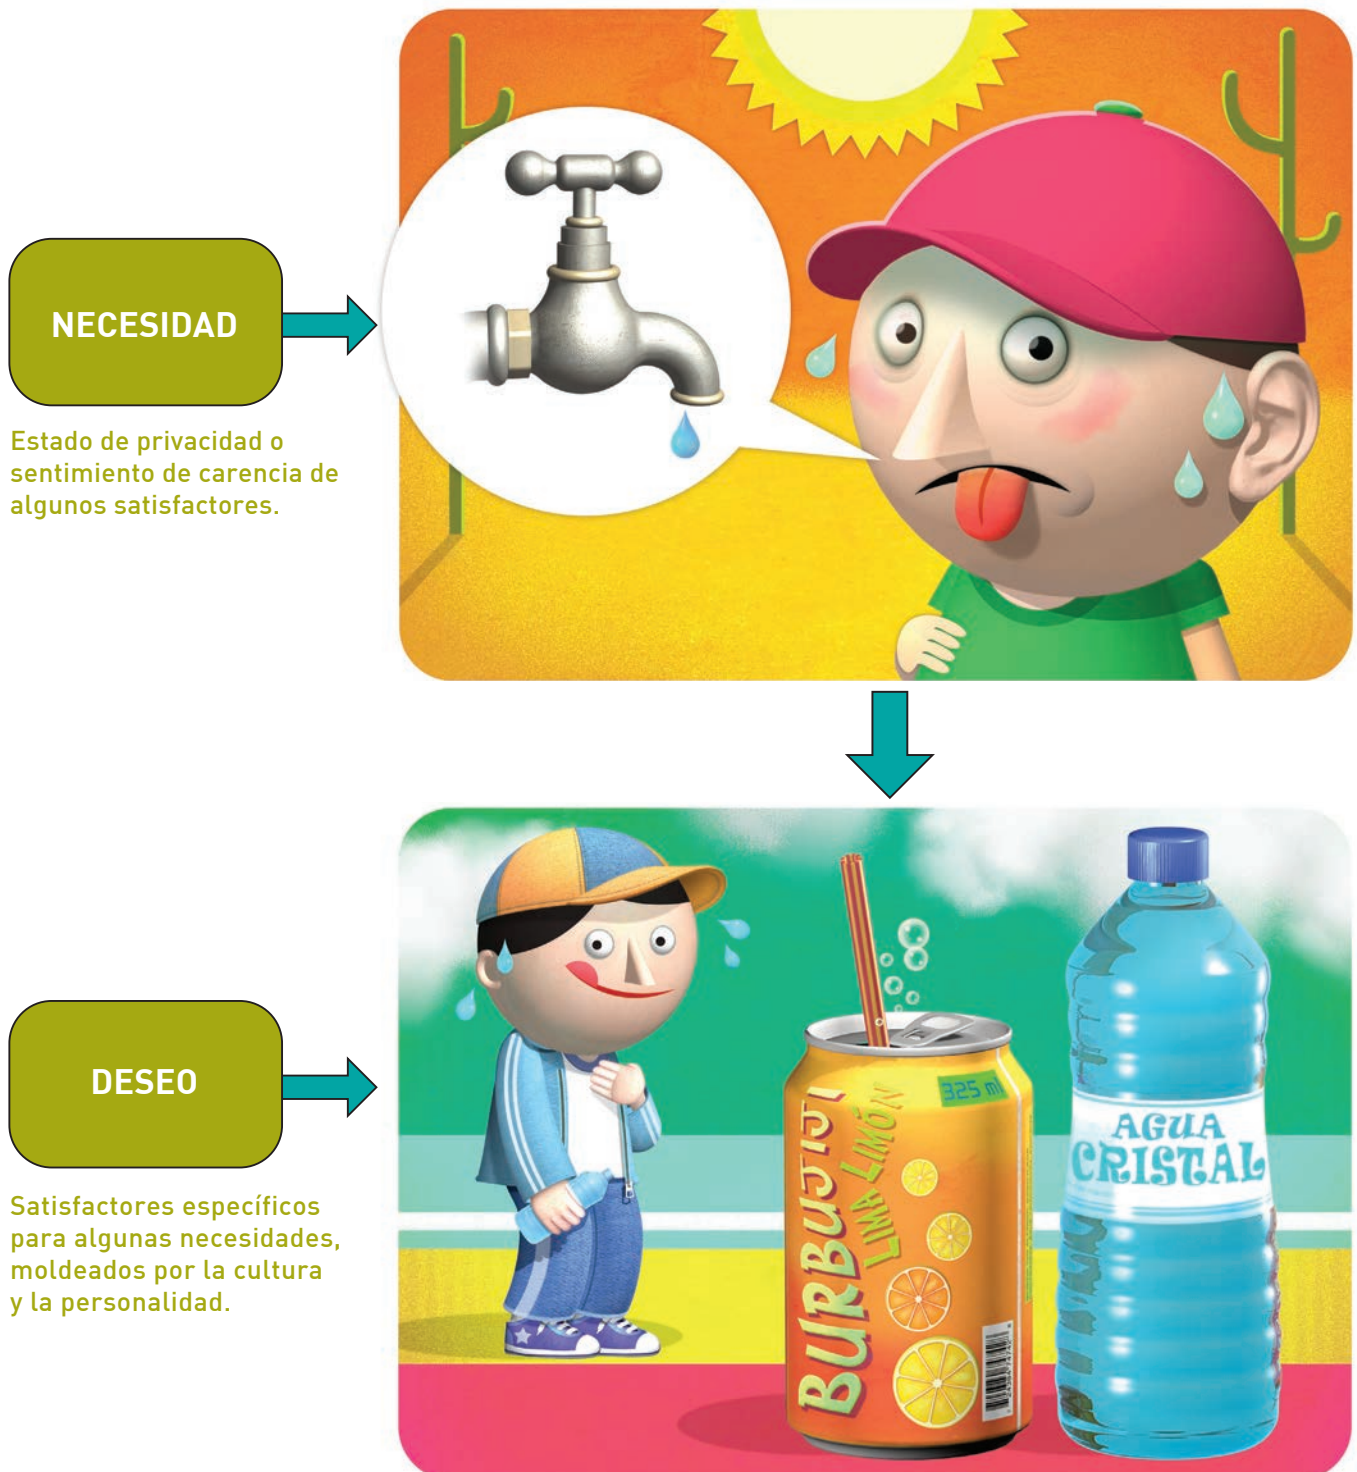 NECESIDAD
Estado de privacidad o
sentimiento de carencia de
algunos satisfactores.
DESEO
Satisfactores específicos
para algunas necesidades,
moldeados por la cultura
y la personalidad.
BURBUJIJI
LIMA LIMÓN
325 ml
AGUA
CRISTAL